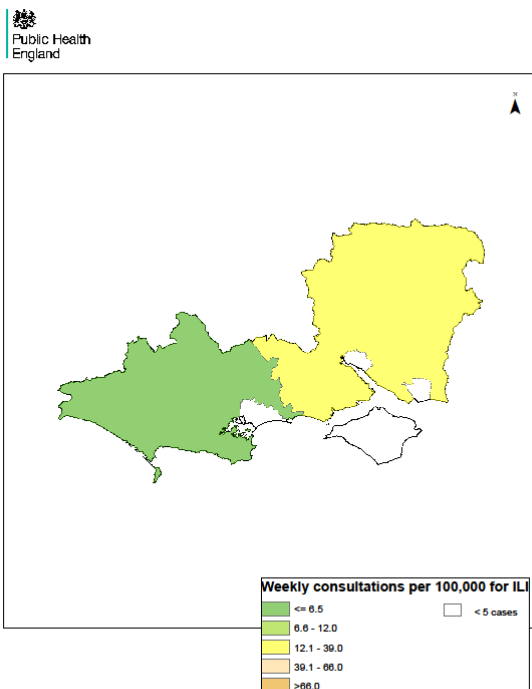 Public Health
England
Weekly consultations per 100,000 for ILI
<= 6.5
6.6 - 12.0
12.1 - 39.0
39.1 - 66.0
>66.0
< 5 cases